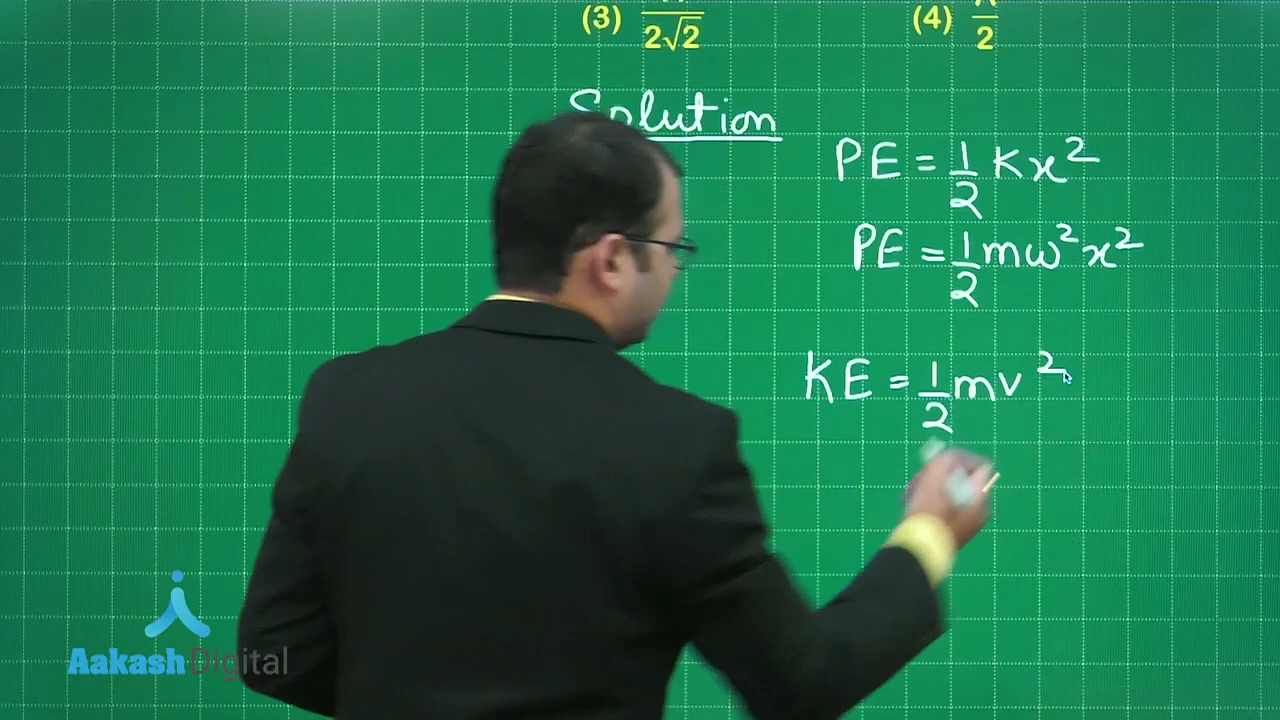 (3) 2√2 (4) 2
Solution
PE = 1/2 Kx²
PE = 1/2 mω²x²
KE = 1/2 mv²
Aakash Digital